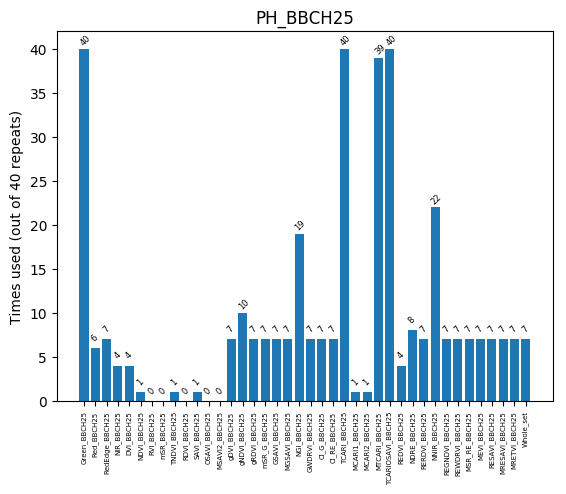 PH_BBCH25
Times used (out of 40 repeats)
40
35
30
25
20
15
10
5
0
40
6
7
4
4
1
0
0
1
0
1
0
0
7
10
7
7
7
7
19
7
7
7
40
1
1
39
40
4
8
7
22
7
7
7
7
7
7
7
7
Green_BBCH25
Red_BBCH25
RedEdge_BBCH25
NIR_BBCH25
DVI_BBCH25
NDVI_BBCH25
RVI_BBCH25
mSR_BBCH25
TNDVI_BBCH25
RDVI_BBCH25
SAVI_BBCH25
OSAVI_BBCH25
MSAVI2_BBCH25
gDVI_BBCH25
gNDVI_BBCH25
gRDVI_BBCH25
mSR_G_BBCH25
GSAVI_BBCH25
MGSAVI_BBCH25
NGI_BBCH25
GWDRVI_BBCH25
CI_G_BBCH25
CI_RE_BBCH25
TCARI_BBCH25
MCARI1_BBCH25
MCARI2_BBCH25
MTCARI_BBCH25
TCARIOSAVI_BBCH25
REDVI_BBCH25
NDRE_BBCH25
RERDVI_BBCH25
NNIR_BBCH25
REGNDVI_BBCH25
REWDRVI_BBCH25
MSR_RE_BBCH25
MEVI_BBCH25
RESAVI_BBCH25
MRESAVI_BBCH25
MRETVI_BBCH25
Whole_set